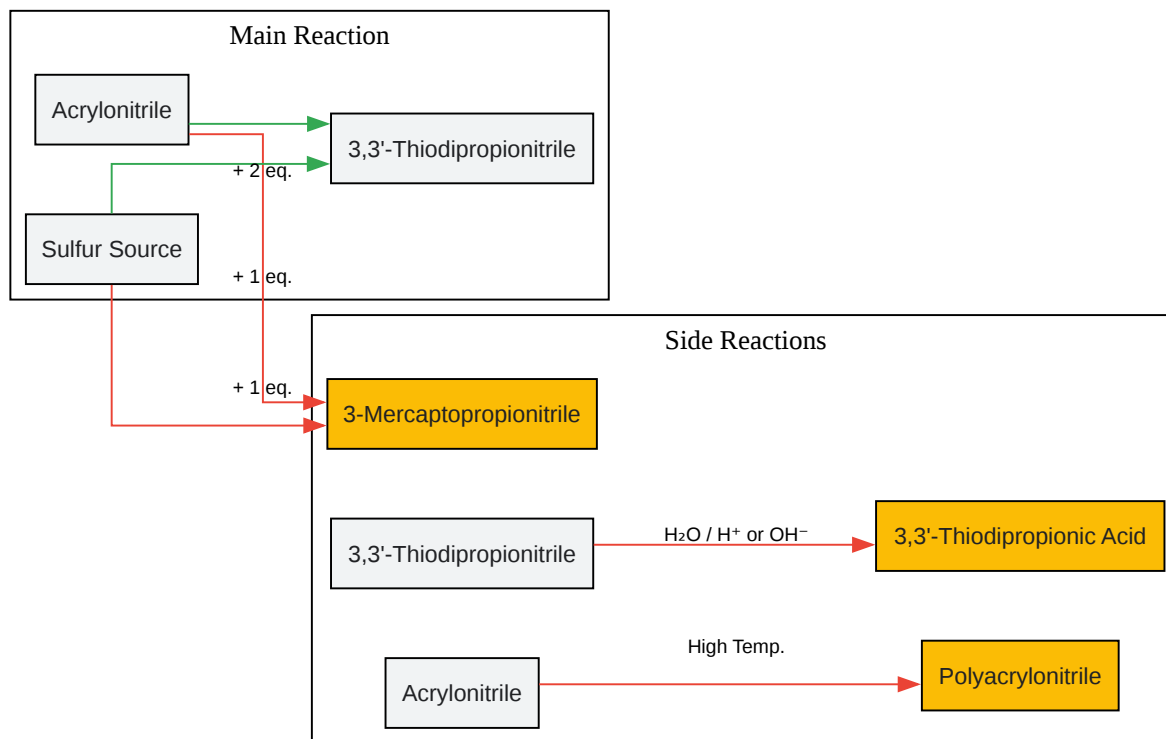 Main Reaction
Acrylonitrile
3,3'-Thiodipropionitrile
+ 2 eq.
Sulfur Source
+ 1 eq.
Side Reactions
+ 1 eq.
3-Mercaptopropionitrile
3,3'-Thiodipropionitrile
H₂O / H⁺ or OH⁻
3,3'-Thiodipropionic Acid
Acrylonitrile
High Temp.
Polyacrylonitrile